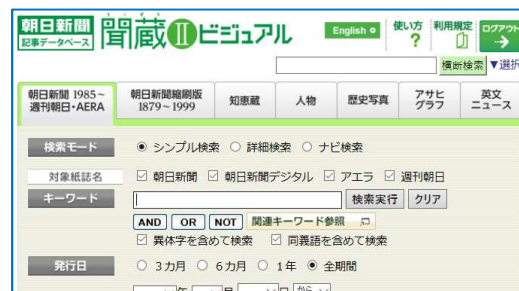 朝日新聞 記事データベース 聞蔵Ⅱビジュアル
English 使い方 ? 利用規定 ログアウト
横断検索 ▼選択
朝日新聞 1985~ 週刊朝日・AERA
朝日新聞縮刷版 1879~1999
知恵蔵
人物
歴史写真
アサヒグラフ
英文ニュース
検索モード シンプル検索 詳細検索 ナビ検索
対象紙誌名 朝日新聞 朝日新聞デジタル アエラ 週刊朝日
キーワード 検索実行 クリア
AND OR NOT 関連キーワード参照
異体字を含めて検索 同義語を含めて検索
発行日 3カ月 6カ月 1年 全期間
年 月 日 から